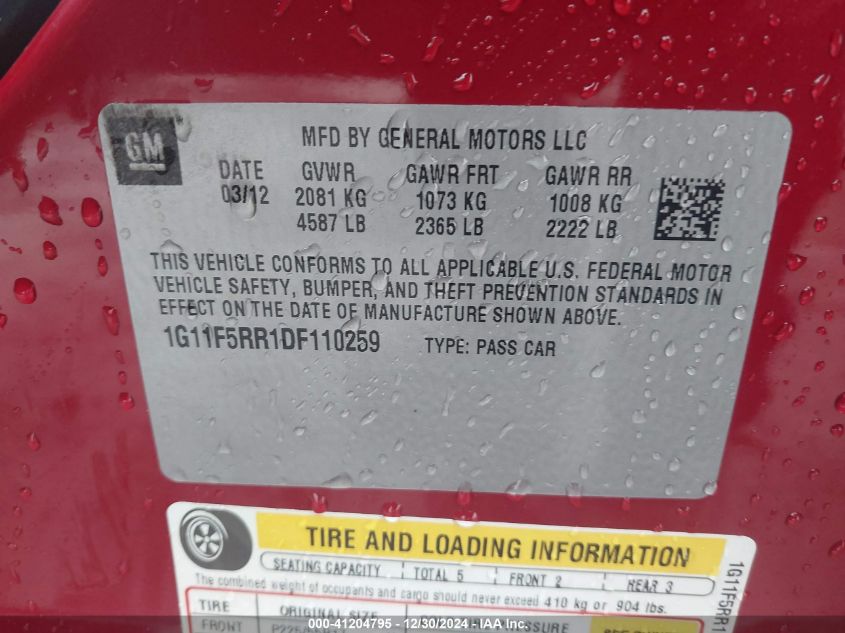 GM
MFD BY GENERAL MOTORS LLC
DATE GVWR GAWR FRT GAWR RR
03/12 2081 KG 1073 KG 1008 KG
4587 LB 2365 LB 2222 LB
THIS VEHICLE CONFORMS TO ALL APPLICABLE U.S. FEDERAL MOTOR
VEHICLE SAFETY, BUMPER, AND THEFT PREVENTION STANDARDS IN
EFFECT ON THE DATE OF MANUFACTURE SHOWN ABOVE.
1G11F5RR1DF110259 TYPE: PASS CAR
TIRE AND LOADING INFORMATION
SEATING CAPACITY TOTAL 5 FRONT 2 REAR 3
The combined weight of occupants and cargo should never exceed 410 kg or 904 lbs.
TIRE ORIGINAL SIZE
FRONT PRESSURE
1G11F5RR1
000-41204795 - 12/30/2024 - IAA Inc.